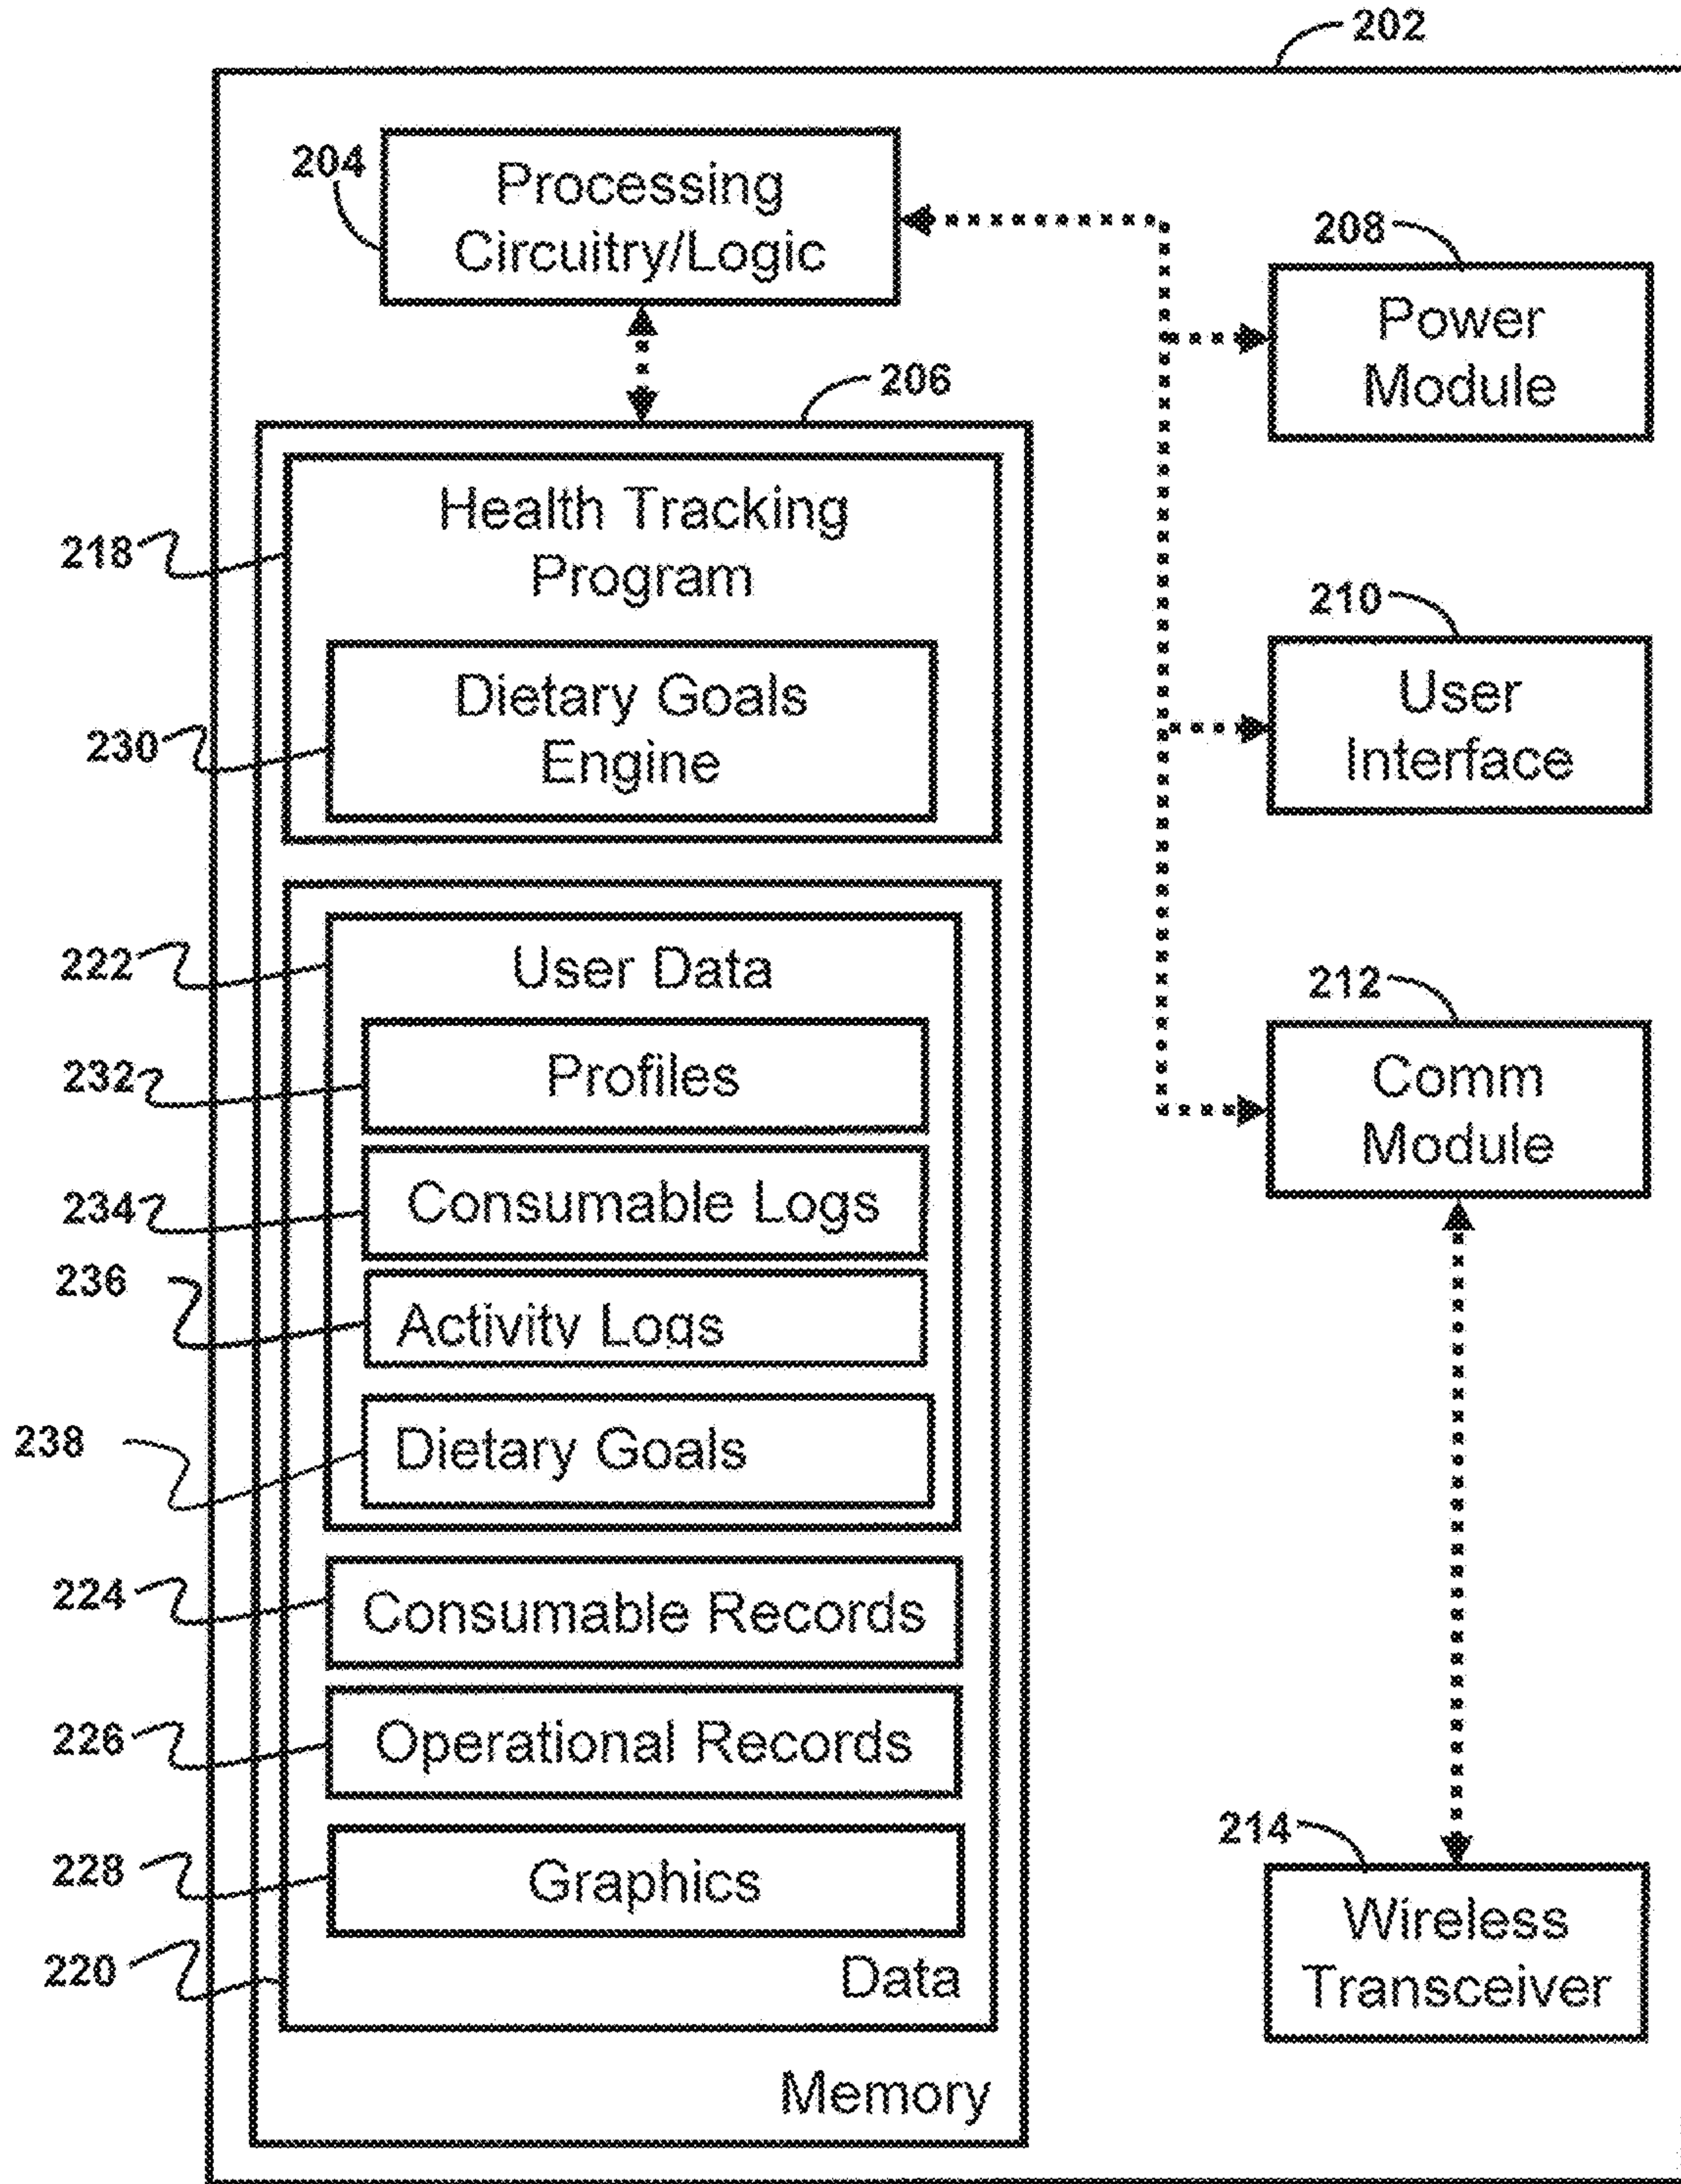 202
204
Processing
Circuitry/Logic
208
Power
Module
206
218
Health Tracking
Program
210
User
Interface
230
Dietary Goals
Engine
222
User Data
212
Comm
Module
232
Profiles
234
Consumable Logs
236
Activity Logs
238
Dietary Goals
224
Consumable Records
226
Operational Records
214
Wireless
Transceiver
228
Graphics
220
Data
Memory